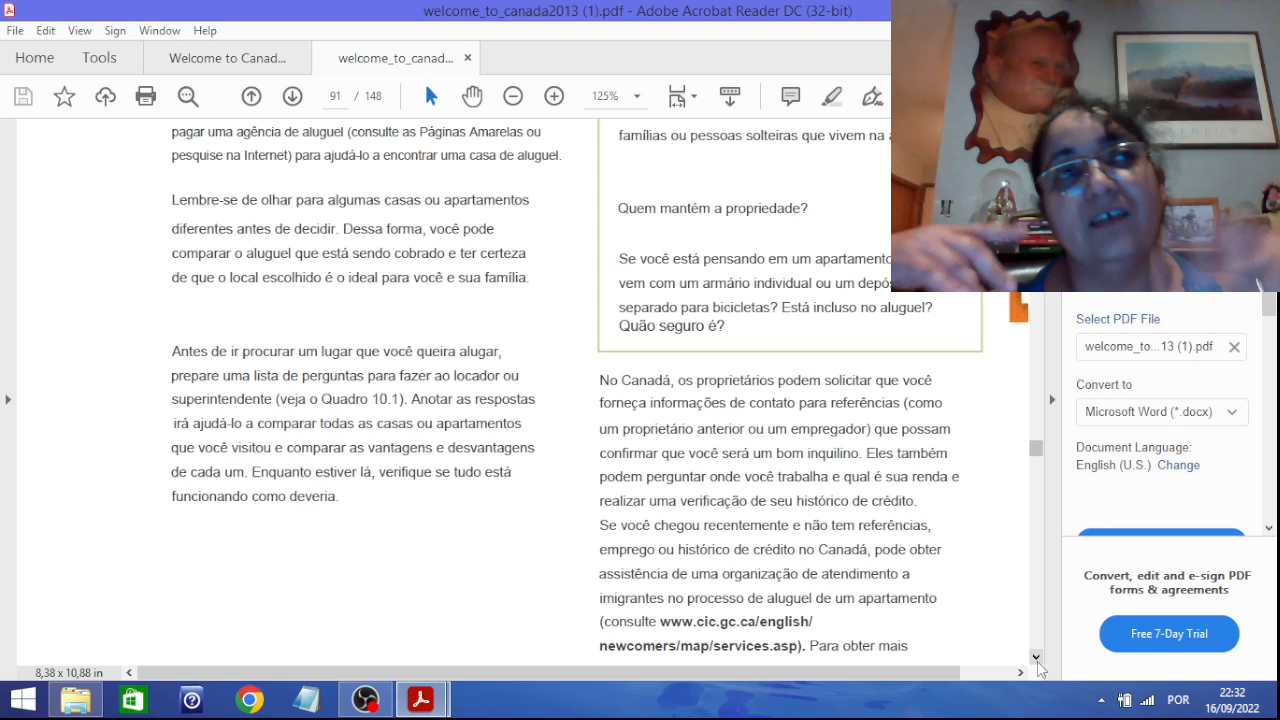 welcome_to_canada2013 (1).pdf - Adobe Acrobat Reader DC (32-bit)
File Edit View Sign Window Help
Home Tools Welcome to Canad... welcome_to_canad... ×
91 / 148 125%
pagar uma agência de aluguel (consulte as Páginas Amarelas ou
pesquise na Internet) para ajudá-lo a encontrar uma casa de aluguel.
Lembre-se de olhar para algumas casas ou apartamentos
diferentes antes de decidir. Dessa forma, você pode
comparar o aluguel que está sendo cobrado e ter certeza
de que o local escolhido é o ideal para você e sua família.
Antes de ir procurar um lugar que você queira alugar,
prepare uma lista de perguntas para fazer ao locador ou
superintendente (veja o Quadro 10.1). Anotar as respostas
irá ajudá-lo a comparar todas as casas ou apartamentos
que você visitou e comparar as vantagens e desvantagens
de cada um. Enquanto estiver lá, verifique se tudo está
funcionando como deveria.
famílias ou pessoas solteiras que vivem na
Quem mantém a propriedade?
Se você está pensando em um apartamento
vem com um armário individual ou um depós
separado para bicicletas? Está incluso no aluguel?
Quão seguro é?
No Canadá, os proprietários podem solicitar que você
forneça informações de contato para referências (como
um proprietário anterior ou um empregador) que possam
confirmar que você será um bom inquilino. Eles também
podem perguntar onde você trabalha e qual é sua renda e
realizar uma verificação de seu histórico de crédito.
Se você chegou recentemente e não tem referências,
emprego ou histórico de crédito no Canadá, pode obter
assistência de uma organização de atendimento a
imigrantes no processo de aluguel de um apartamento
(consulte www.cic.gc.ca/english/
newcomers/map/services.asp). Para obter mais
Select PDF File
welcome_to...13 (1).pdf
Convert to
Microsoft Word (*.docx)
Document Language:
English (U.S.) Change
Convert, edit and e-sign PDF
forms & agreements
Free 7-Day Trial
8,38 x 10,88 in
POR
22:32
16/09/2022